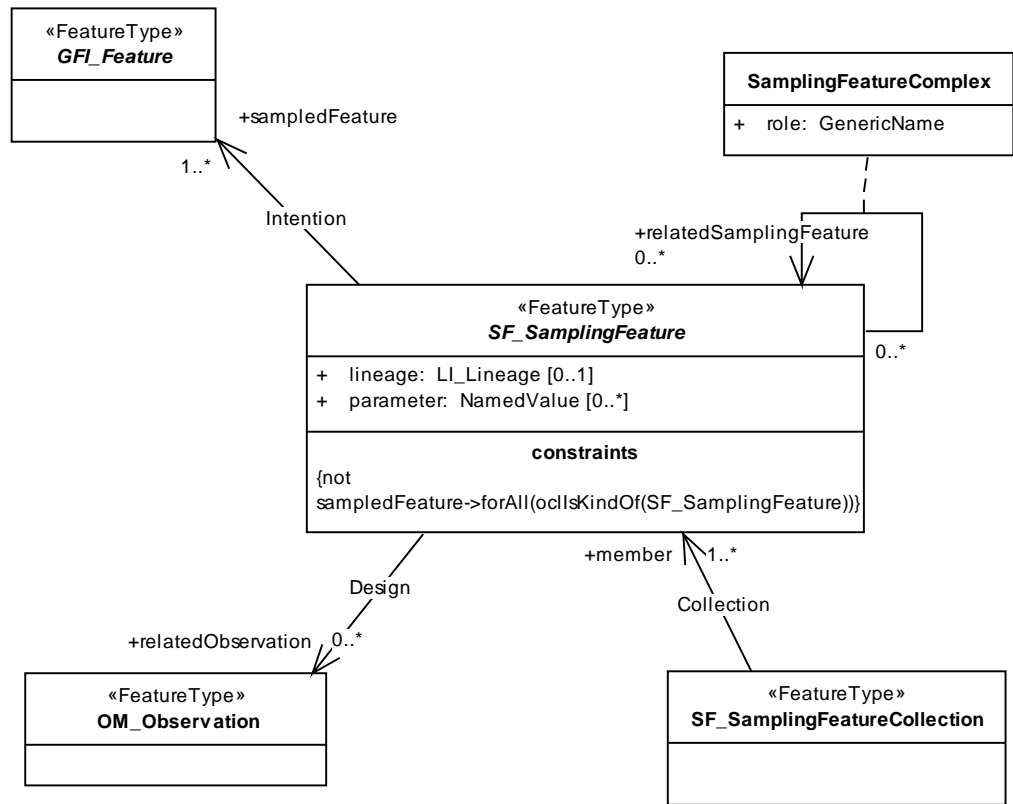 «FeatureType»
GFI_Feature
SamplingFeatureComplex
+ role: GenericName
+sampledFeature
1..*
Intention
+relatedSamplingFeature
0..*
0..*
«FeatureType»
SF_SamplingFeature
+ lineage: LI_Lineage [0..1]
+ parameter: NamedValue [0..*]
constraints
{not
sampledFeature->forAll(oclIsKindOf(SF_SamplingFeature))}
+member 1..*
Design
Collection
+relatedObservation 0..*
«FeatureType»
OM_Observation
«FeatureType»
SF_SamplingFeatureCollection